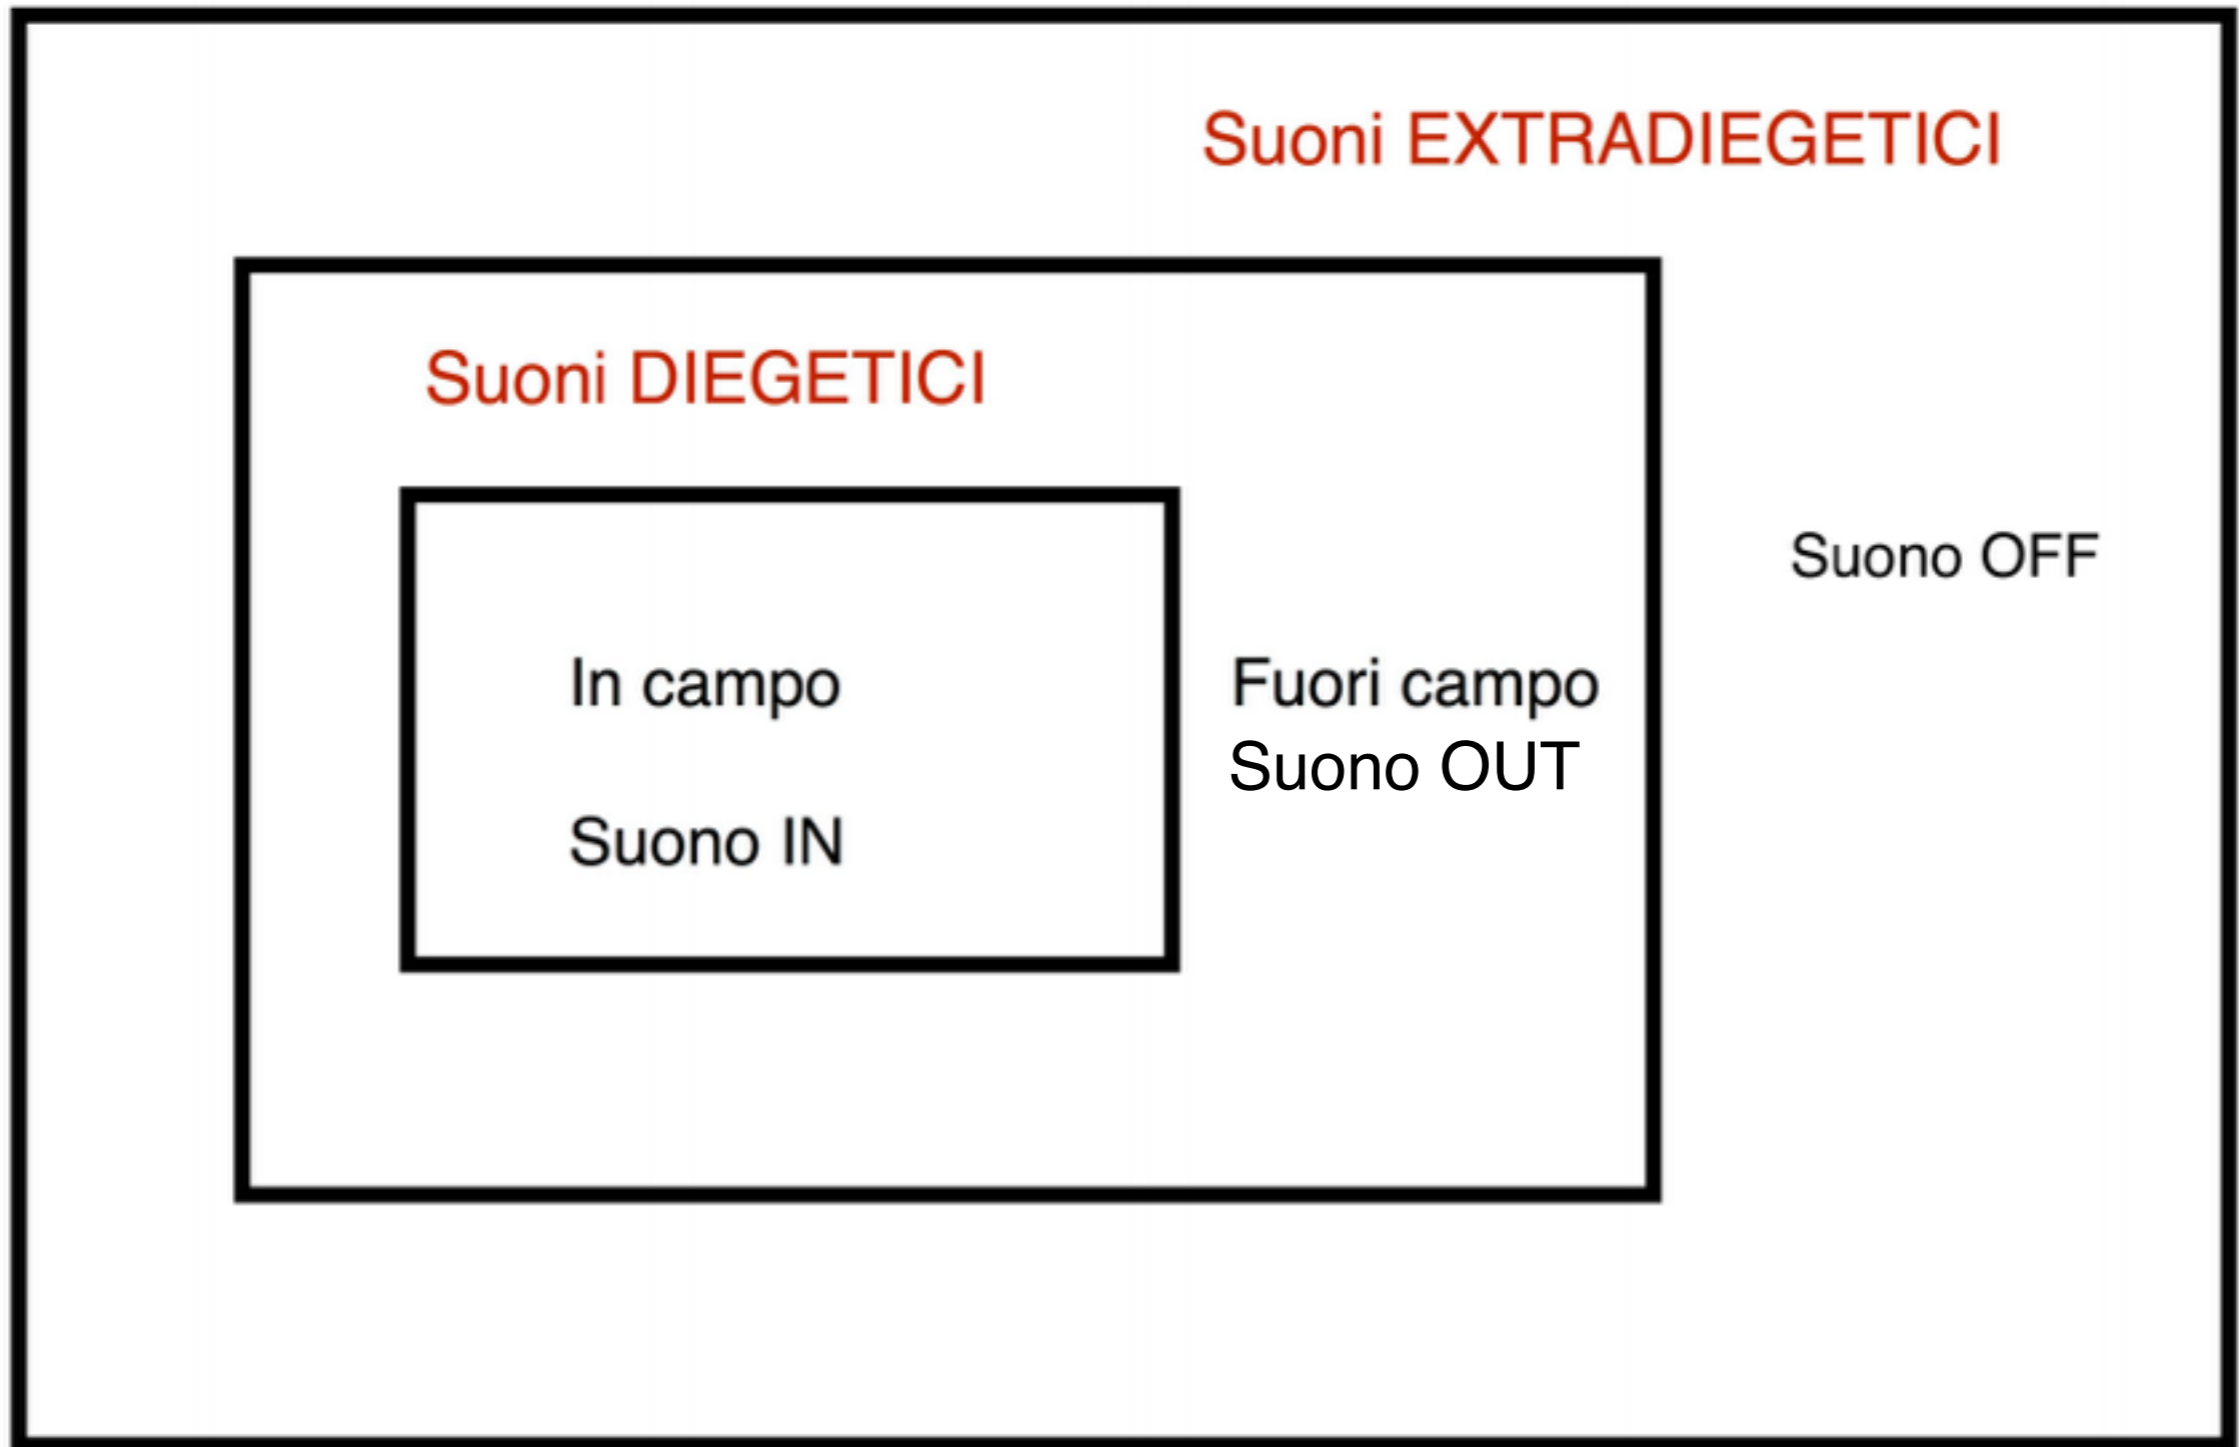 Suoni EXTRADIEGETICI
Suoni DIEGETICI
Suono OFF
In campo
Fuori campo
Suono OUT
Suono IN